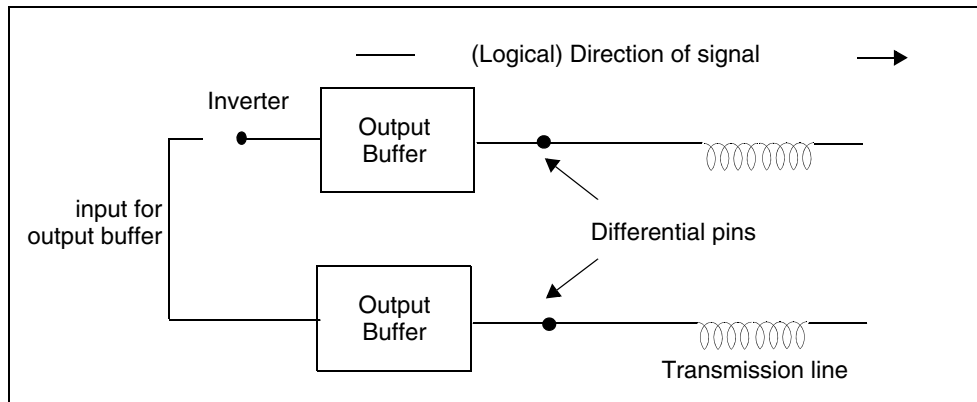 (Logical) Direction of signal
Inverter
Output
Buffer
input for
output buffer
Differential pins
Output
Buffer
Transmission line